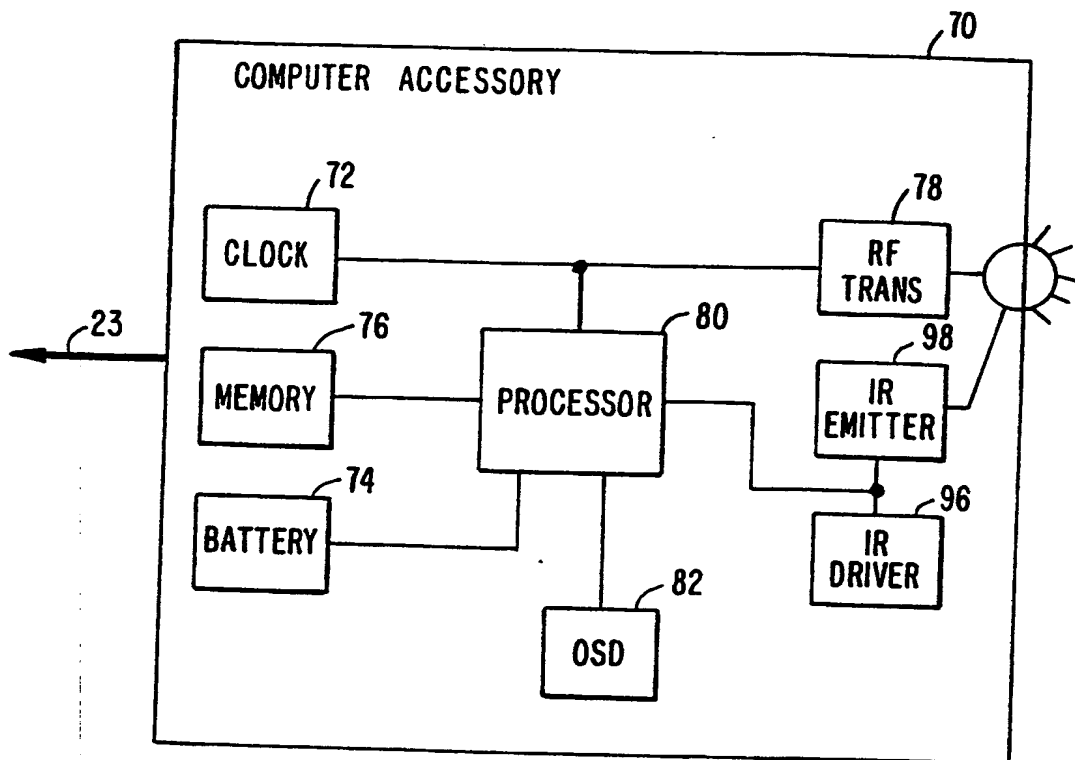 70
COMPUTER ACCESSORY
72
CLOCK
78
RF
TRANS
23
76
MEMORY
80
PROCESSOR
98
IR
EMITTER
74
BATTERY
96
IR
DRIVER
82
OSD